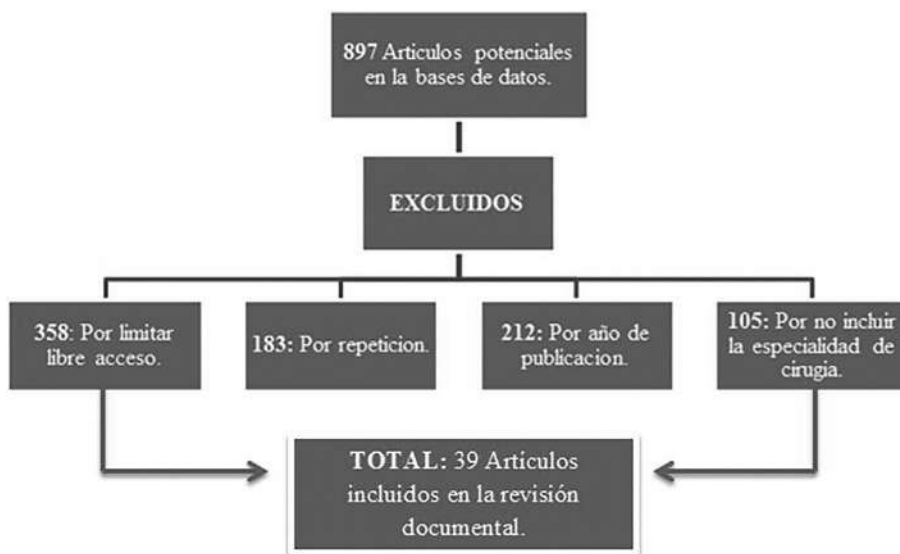 897 Articulos potenciales
en la bases de datos.
EXCLUIDOS
358: Por limitar
libre acceso.
183: Por repeticion.
212: Por año de
publicacion.
105: Por no incluir
la especialidad de
cirugia.
TOTAL: 39 Artículos
incluidos en la revisión
documental.